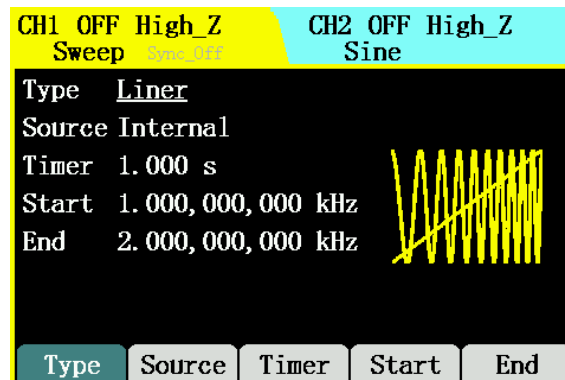 CH1 OFF High_Z CH2 OFF High_Z
Sweep Sync_Off Sine
Type Liner
Source Internal
Timer 1.000 s
Start 1.000,000,000 kHz
End 2.000,000,000 kHz
Type Source Timer Start End